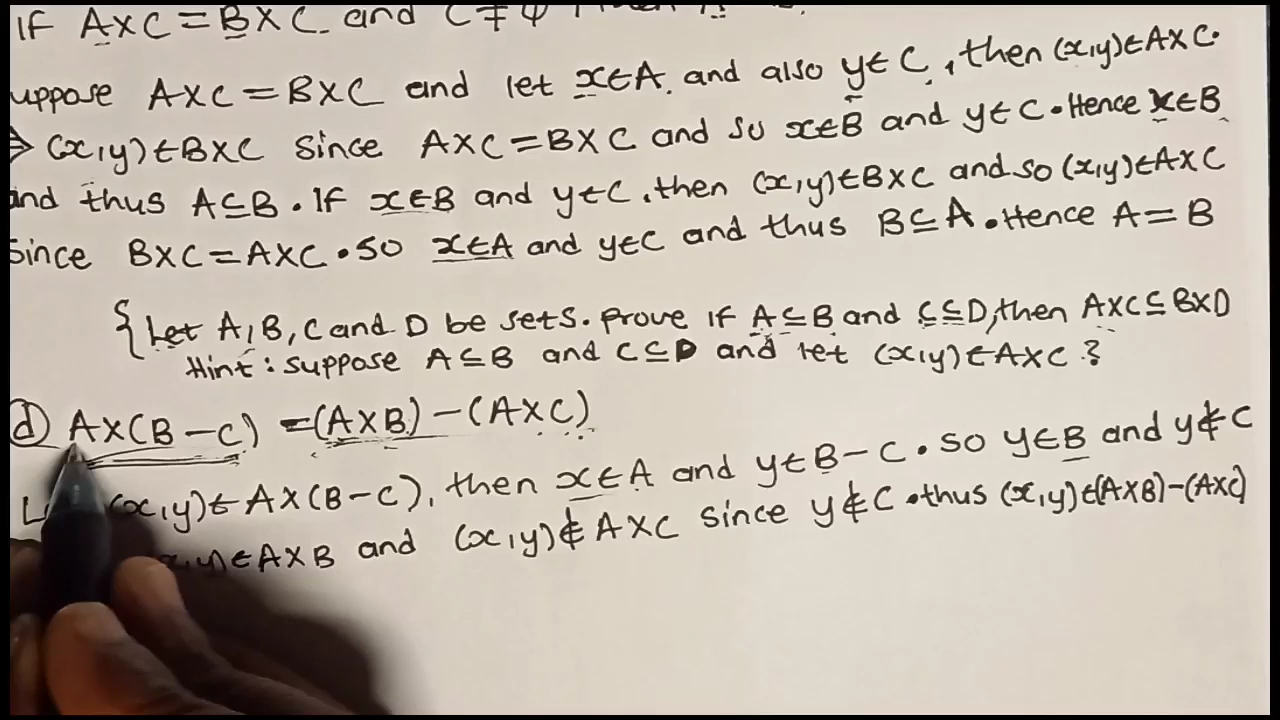 IF A×C = B×C and C ≠ ϕ
uppose A×C = B×C and let x∈A. and also y∈C, then (x,y)∈A×C.
⇒ (x,y)∈B×C since A×C = B×C and so x∈B and y∈C. Hence x∈B
and thus A⊆B. If x∈B and y∈C, then (x,y)∈B×C and so (x,y)∈A×C
since B×C = A×C. so x∈A and y∈C and thus B⊆A. Hence A = B
{Let A,B,C and D be sets. prove if A⊆B and C⊆D, then A×C⊆B×D
Hint: suppose A⊆B and C⊆D and let (x,y)∈A×C?
(d) A×(B−C) = (A×B) − (A×C)
(x,y)∈A×(B−C), then x∈A and y∈B−C. so y∈B and y∉C
x,y)∈A×B and (x,y)∉A×C since y∉C. thus (x,y)∈(A×B)−(A×C)